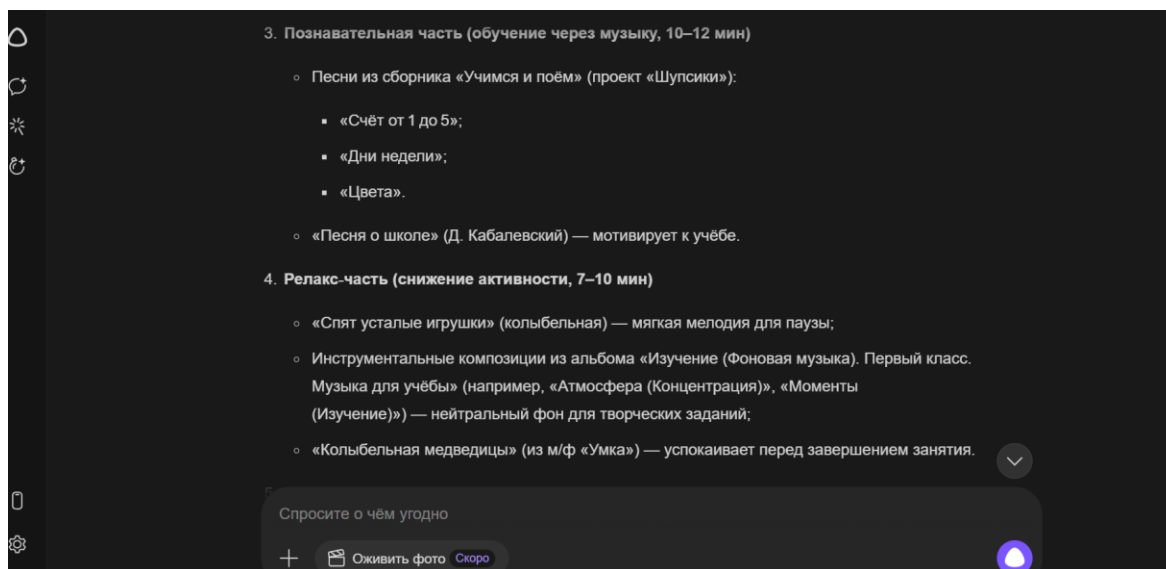 3. Познавательная часть (обучение через музыку, 10–12 мин)
◦ Песни из сборника «Учимся и поём» (проект «Шупсики»):
▪ «Счёт от 1 до 5»;
▪ «Дни недели»;
▪ «Цвета».
◦ «Песня о школе» (Д. Кабалевский) — мотивирует к учёбе.
4. Релакс-часть (снижение активности, 7–10 мин)
◦ «Спят усталые игрушки» (колыбельная) — мягкая мелодия для паузы;
◦ Инструментальные композиции из альбома «Изучение (Фоновая музыка). Первый класс.
Музыка для учёбы» (например, «Атмосфера (Концентрация)», «Моменты
(Изучение)») — нейтральный фон для творческих заданий;
◦ «Колыбельная медведицы» (из м/ф «Умка») — успокаивает перед завершением занятия.
5
Спросите о чём угодно
Оживить фото Скоро